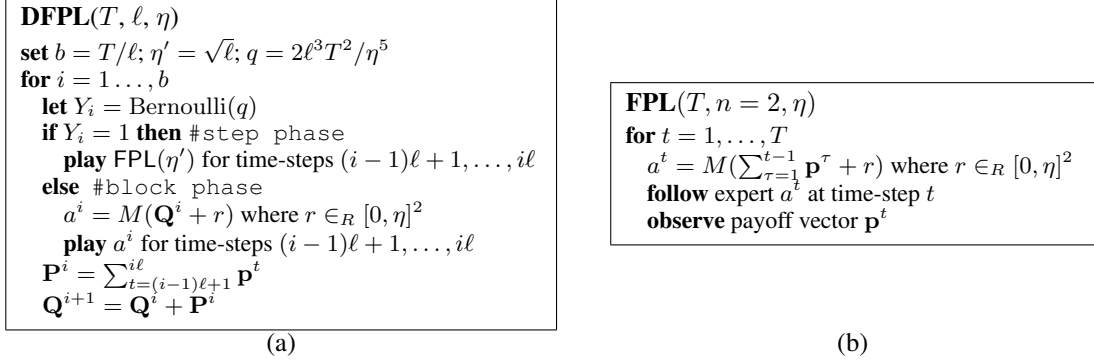 DFPL(T, ℓ, η)
set b = T/ℓ; η′ = √ℓ; q = 2ℓ³T²/η⁵
for i = 1 . . . , b
let Yᵢ = Bernoulli(q)
if Yᵢ = 1 then #step phase
play FPL(η′) for time-steps (i − 1)ℓ + 1, . . . , iℓ
else #block phase
aⁱ = M(Qⁱ + r) where r ∈_R [0, η]²
play aⁱ for time-steps (i − 1)ℓ + 1, . . . , iℓ
Pⁱ = ∑_{t=(i−1)ℓ+1}^{iℓ} pᵗ
Qⁱ⁺¹ = Qⁱ + Pⁱ
(a)
FPL(T, n = 2, η)
for t = 1, . . . , T
aᵗ = M(∑_{τ=1}^{t−1} p^τ + r) where r ∈_R [0, η]²
follow expert aᵗ at time-step t
observe payoff vector pᵗ
(b)